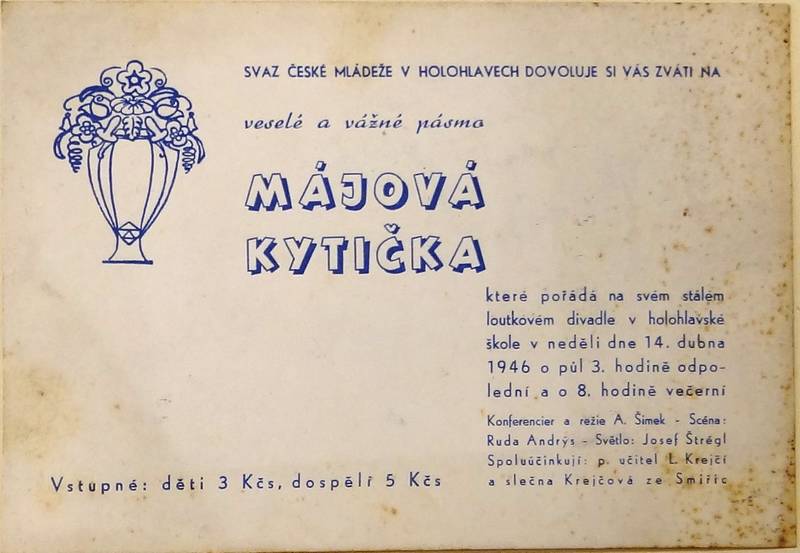 SVAZ ČESKÉ MLÁDEŽE V HOLOHLAVECH DOVOLUJE SI VÁS ZVÁTI NA
veselé a vážné pásmo
MÁJOVÁ
KYTIČKA
které pořádá na svém stálém
loutkovém divadle v holohlavské
škole v neděli dne 14. dubna
1946 o půl 3. hodině odpo-
lední a o 8. hodině večerní
Konferencier a režie A. Šimek - Scéna:
Ruda Andrýs - Světlo: Josef Štrégl
Spoluúčinkují: p. učitel L. Krejčí
a slečna Krejčová ze Smiřic
Vstupné: děti 3 Kčs, dospělí 5 Kčs